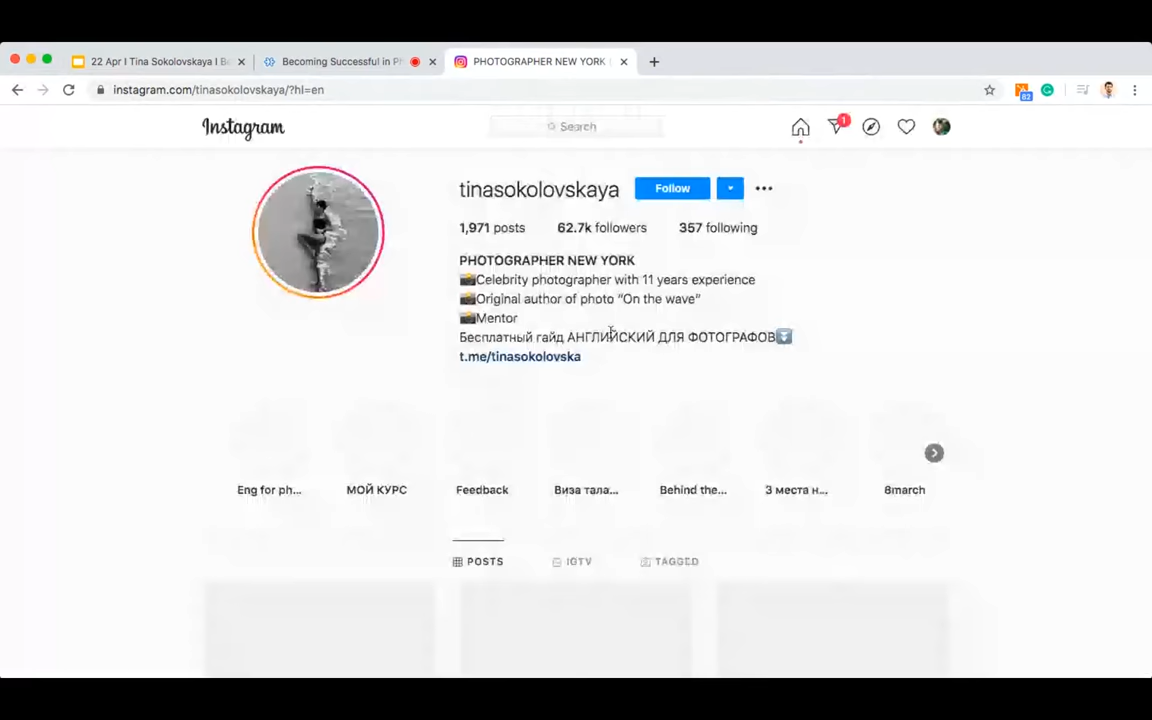 22 Apr I Tina Sokolovskaya I B
Becoming Successful in P
PHOTOGRAPHER NEW YORK
instagram.com/tinasokolovskaya/?hl=en
62
Instagram
Search
1
tinasokolovskaya
Follow
1,971 posts 62.7k followers 357 following
PHOTOGRAPHER NEW YORK
Celebrity photographer with 11 years experience
Original author of photo “On the wave”
Mentor
Бесплатный гайд АНГЛИЙСКИЙ ДЛЯ ФОТОГРАФОВ
t.me/tinasokolovska
Eng for ph... МОЙ КУРС Feedback Виза тала... Behind the... 3 места н... 8march
POSTS IGTV TAGGED